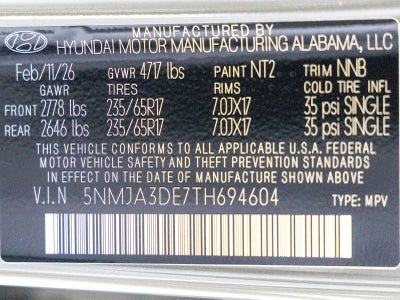 MANUFACTURED BY
HYUNDAI MOTOR MANUFACTURING ALABAMA, LLC
Feb/11/26 GVWR 4717 lbs PAINT NT2 TRIM NNB
GAWR TIRES RIMS COLD TIRE INFL
FRONT 2778 lbs 235/65R17 7.0JX17 35 psi SINGLE
REAR 2646 lbs 235/65R17 7.0JX17 35 psi SINGLE
THIS VEHICLE CONFORMS TO ALL APPLICABLE U.S.A FEDERAL
MOTOR VEHICLE SAFETY AND THEFT PREVENTION STANDARDS
IN EFFECT ON THE DATE OF MANUFACTURE SHOWN ABOVE.
V.I.N 5NMJA3DE7TH694604 TYPE: MPV